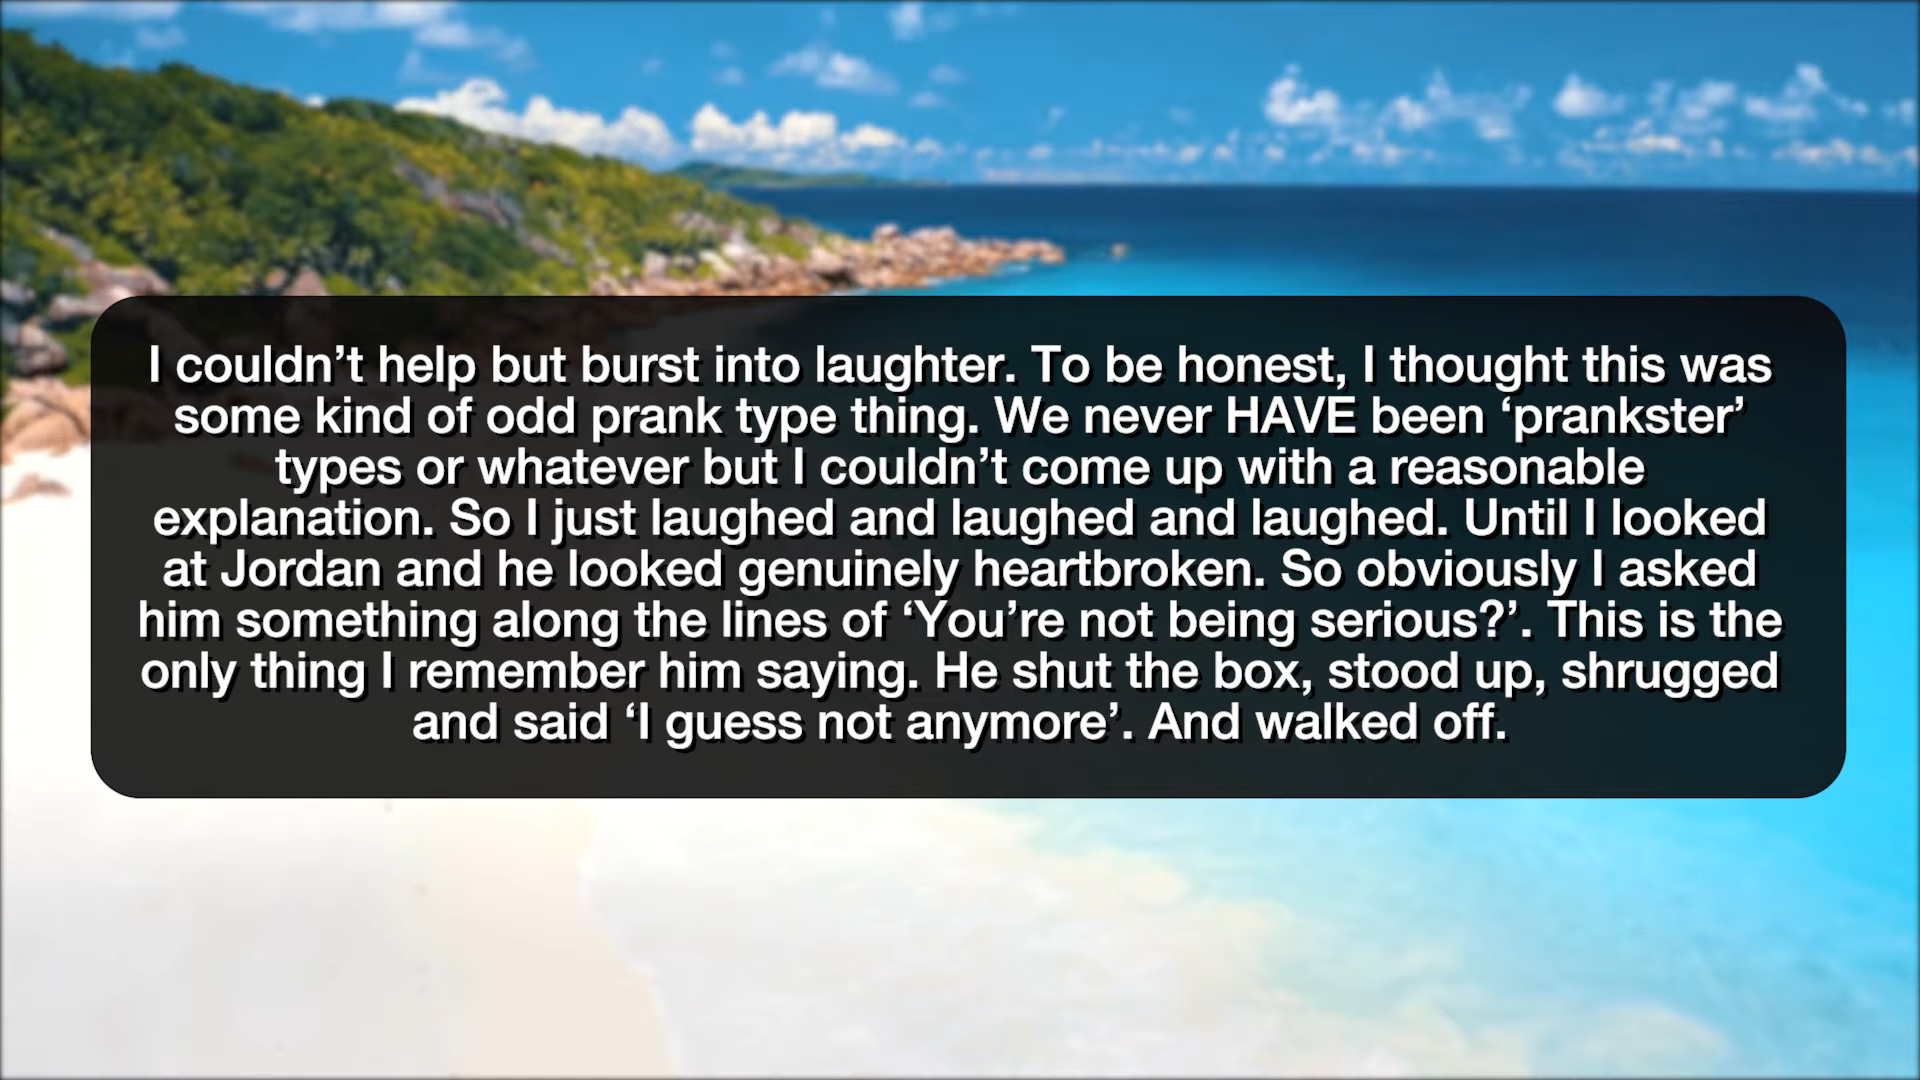 I couldn’t help but burst into laughter. To be honest, I thought this was
some kind of odd prank type thing. We never HAVE been ‘prankster’
types or whatever but I couldn’t come up with a reasonable
explanation. So I just laughed and laughed and laughed. Until I looked
at Jordan and he looked genuinely heartbroken. So obviously I asked
him something along the lines of ‘You’re not being serious?’. This is the
only thing I remember him saying. He shut the box, stood up, shrugged
and said ‘I guess not anymore’. And walked off.